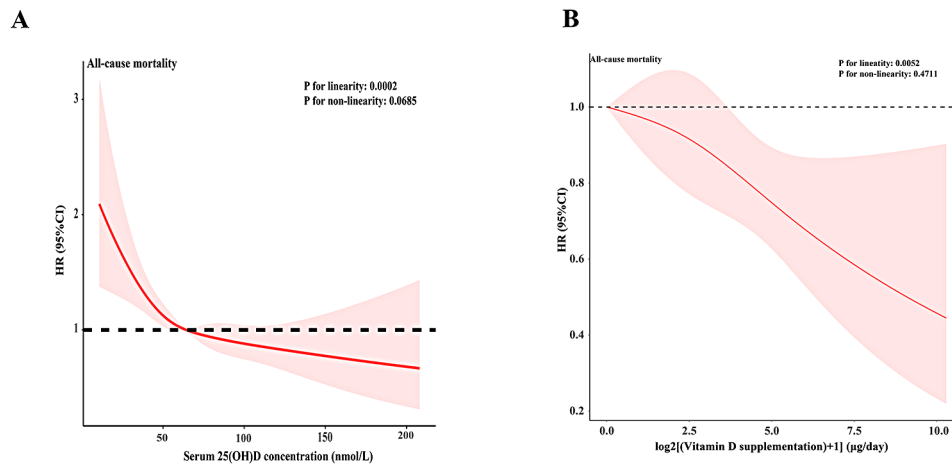 A
All-cause mortality
P for linearity: 0.0002
P for non-linearity: 0.0685
3
2
1
HR (95%CI)
50
100
150
200
Serum 25(OH)D concentration (nmol/L)
B
All-cause mortality
P for lineatity: 0.0052
P for non-linearity: 0.4711
1.0
0.8
0.6
0.4
0.2
HR (95%CI)
0.0
2.5
5.0
7.5
10.0
log2[(Vitamin D supplementation)+1] (μg/day)